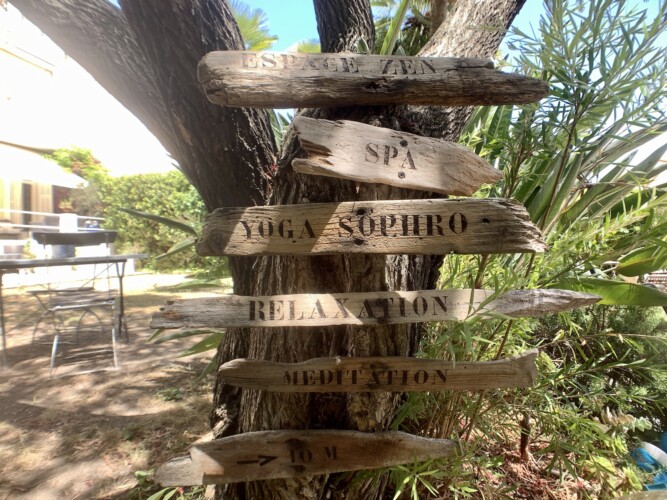 ESPACE ZEN
SPA
YOGA SOPHRO
RELAXATION
MEDITATION
→ 10 M